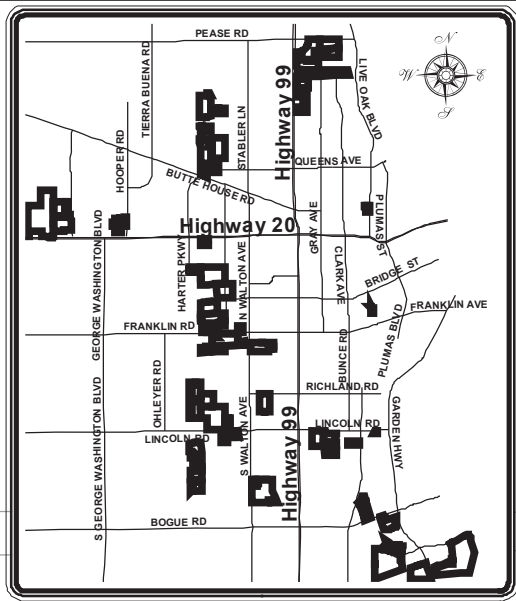 PEASE RD
N
W
E
S
TIERRA BUENA RD
LIVE OAK BLVD
Highway 99
STABLER LN
HOOPER RD
QUEENS AVE
BUTTE HOUSE RD
PLUMAS ST
Highway 20
GRAY AVE
GEORGE WASHINGTON BLVD
HARTER PKWY
N WALTON AVE
CLARK AVE
BRIDGE ST
FRANKLIN AVE
FRANKLIN RD
PLUMAS BLVD
BUNCE RD
OHLEYER RD
RICHLAND RD
S GEORGE WASHINGTON BLVD
S WALTON AVE
Highway 99
LINCOLN RD
LINCOLN RD
GARDEN HWY
BOGUE RD